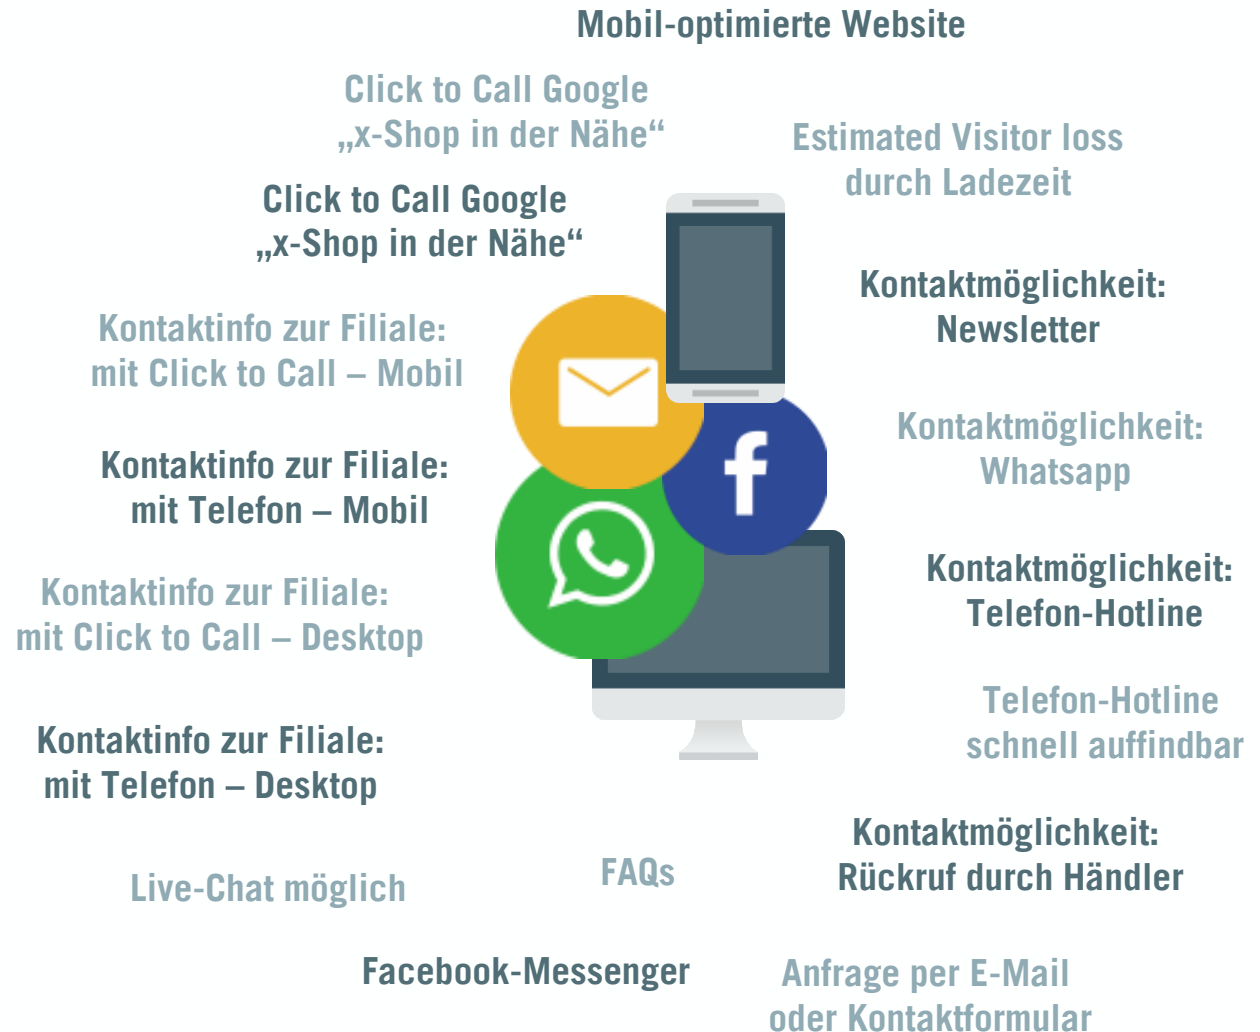 Mobil-optimierte Website
Click to Call Google
„x-Shop in der Nähe“
Estimated Visitor loss
durch Ladezeit
Click to Call Google
„x-Shop in der Nähe“
Kontaktmöglichkeit:
Newsletter
Kontaktinfo zur Filiale:
mit Click to Call – Mobil
Kontaktmöglichkeit:
Whatsapp
Kontaktinfo zur Filiale:
mit Telefon – Mobil
Kontaktmöglichkeit:
Telefon-Hotline
Kontaktinfo zur Filiale:
mit Click to Call – Desktop
Telefon-Hotline
schnell auffindbar
Kontaktinfo zur Filiale:
mit Telefon – Desktop
Kontaktmöglichkeit:
Rückruf durch Händler
Live-Chat möglich
FAQs
Facebook-Messenger
Anfrage per E-Mail
oder Kontaktformular